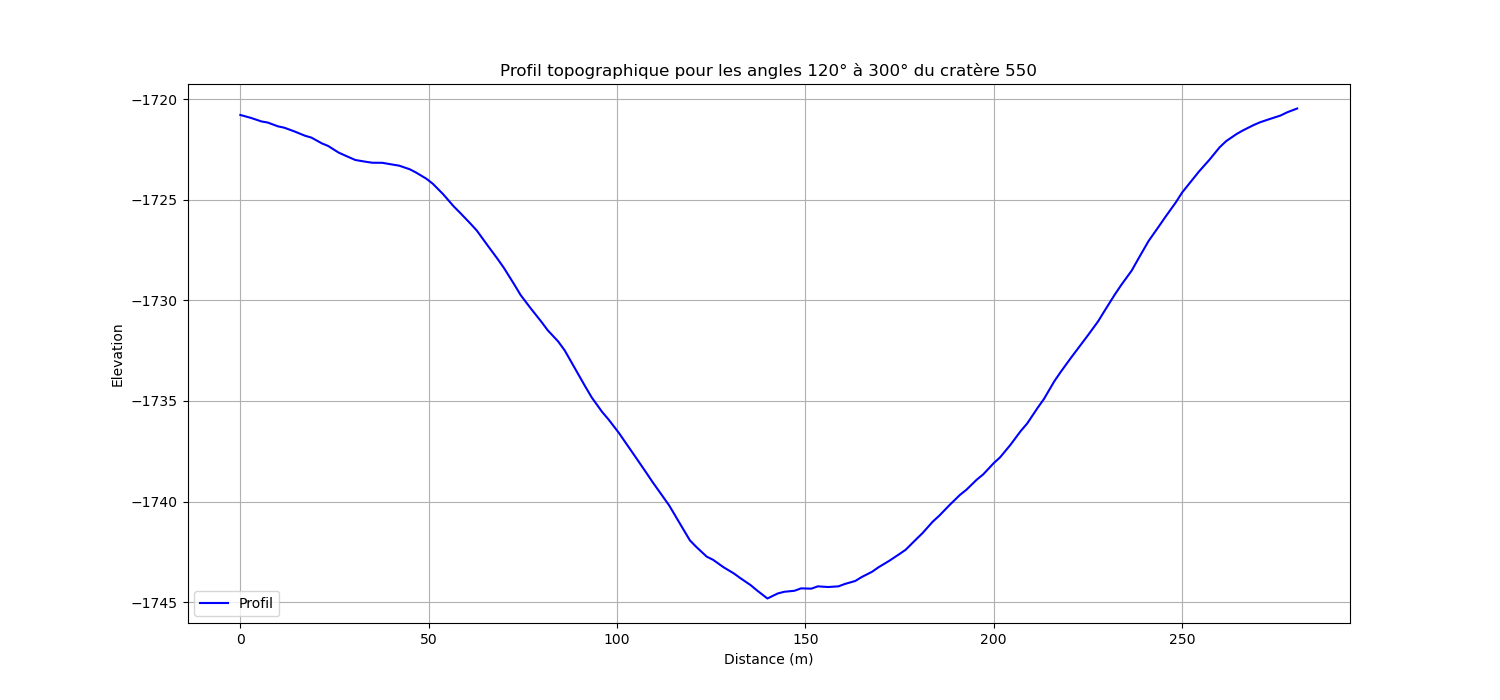 Profil topographique pour les angles 120° à 300° du cratère 550
−1720
−1725
−1730
−1735
−1740
−1745
Elevation
Profil
0 50 100 150 200 250
Distance (m)